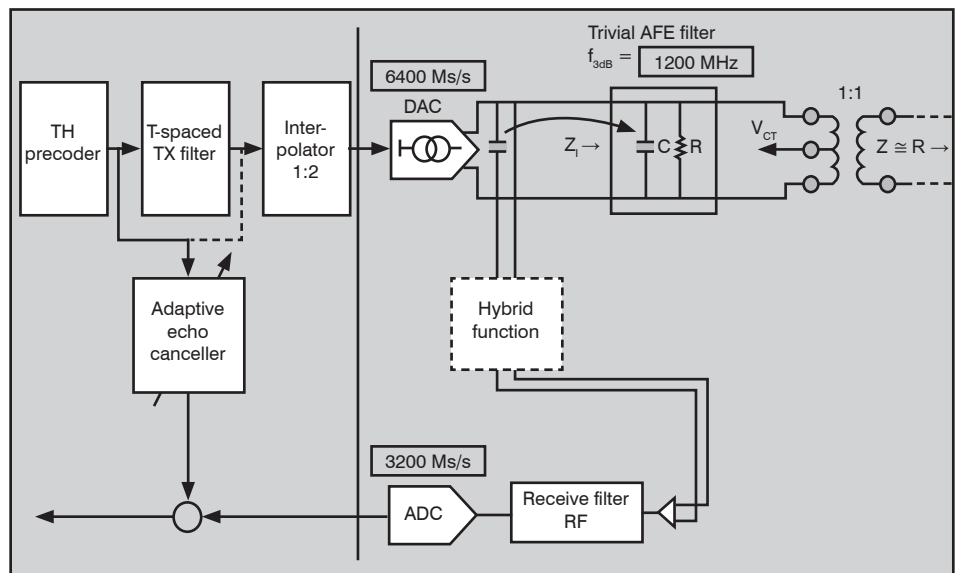 Trivial AFE filter
f3dB = 1200 MHz
6400 Ms/s
DAC
1:1
TH
precoder
T-spaced
TX filter
Inter-
polator
1:2
ZI →
C
R
VCT
Z ≅ R →
Adaptive
echo
canceller
Hybrid
function
3200 Ms/s
ADC
Receive filter
RF